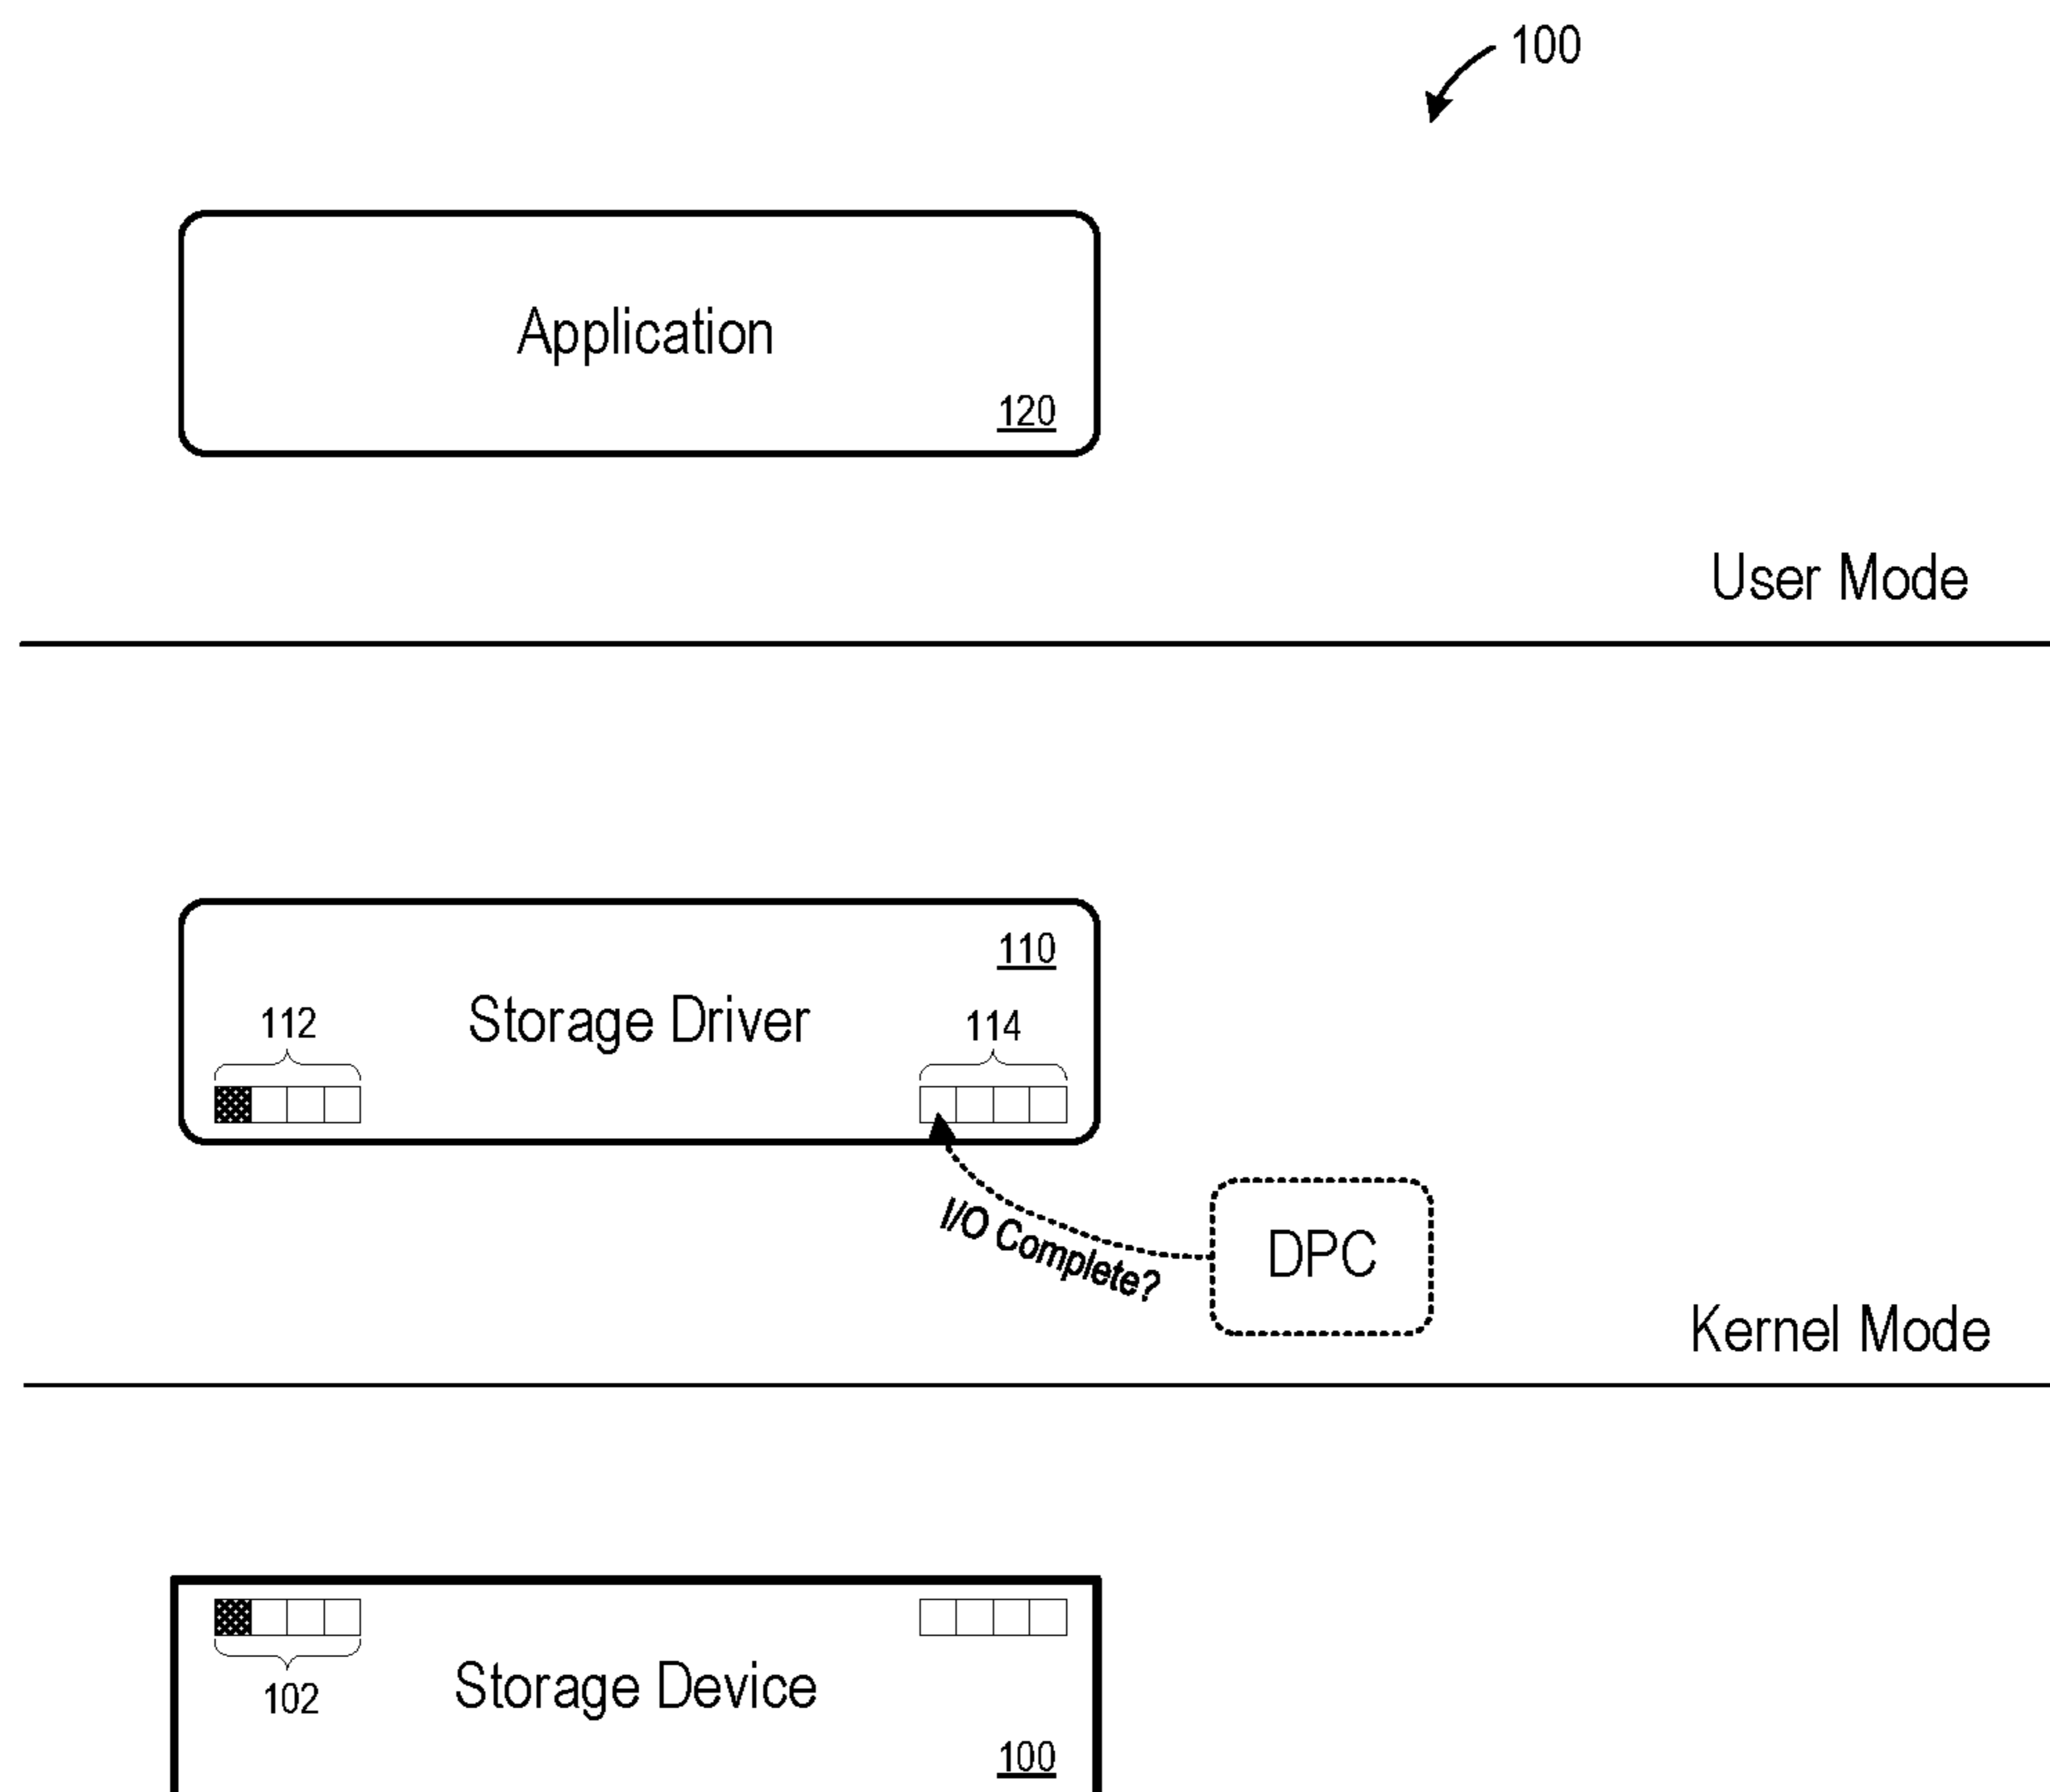 100
Application
120
User Mode
110
112
Storage Driver
114
I/O Complete?
DPC
Kernel Mode
102
Storage Device
100